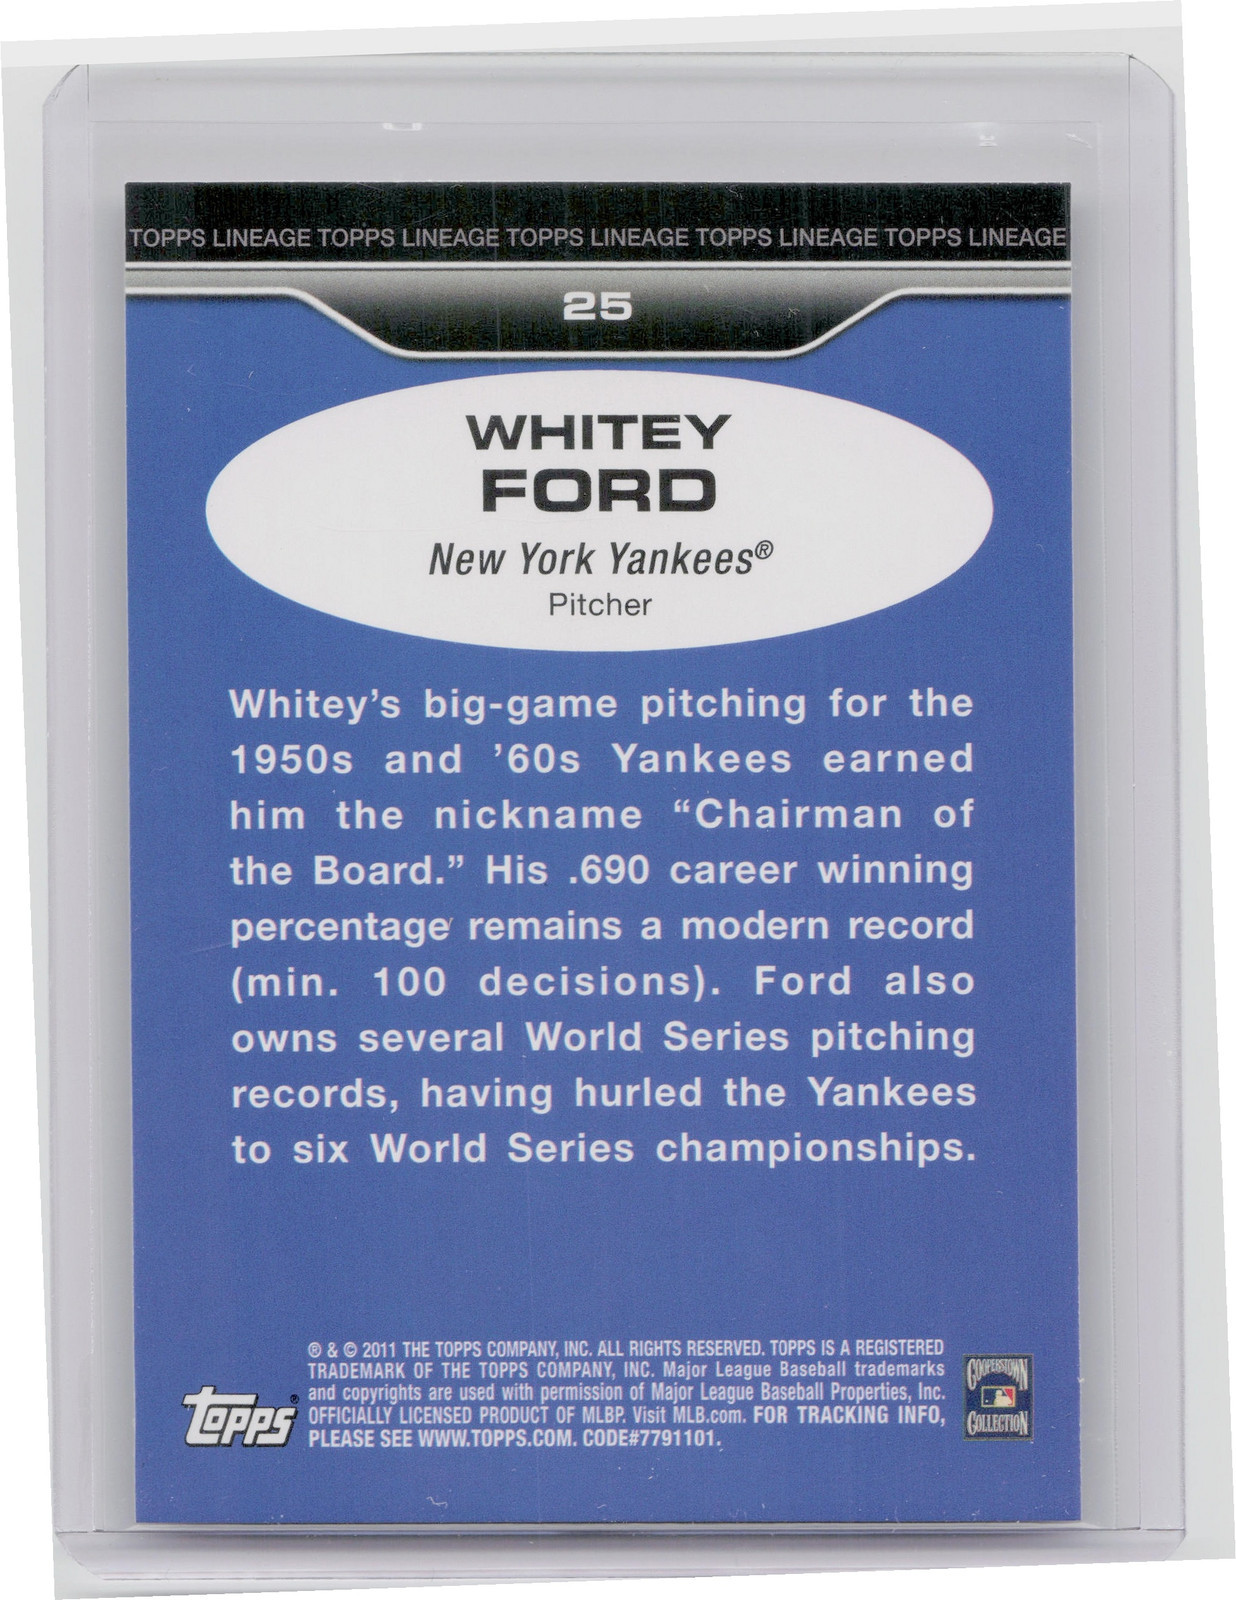 TOPPS LINEAGE TOPPS LINEAGE TOPPS LINEAGE TOPPS LINEAGE TOPPS LINEAGE
25
WHITEY
FORD
New York Yankees®
Pitcher
Whitey's big-game pitching for the
1950s and '60s Yankees earned
him the nickname “Chairman of
the Board.” His .690 career winning
percentage remains a modern record
(min. 100 decisions). Ford also
owns several World Series pitching
records, having hurled the Yankees
to six World Series championships.
® & © 2011 THE TOPPS COMPANY, INC. ALL RIGHTS RESERVED. TOPPS IS A REGISTERED
TRADEMARK OF THE TOPPS COMPANY, INC. Major League Baseball trademarks
and copyrights are used with permission of Major League Baseball Properties, Inc.
OFFICIALLY LICENSED PRODUCT OF MLBP. Visit MLB.com. FOR TRACKING INFO,
PLEASE SEE WWW.TOPPS.COM. CODE#7791101.
Topps®
COOPERSTOWN
COLLECTION